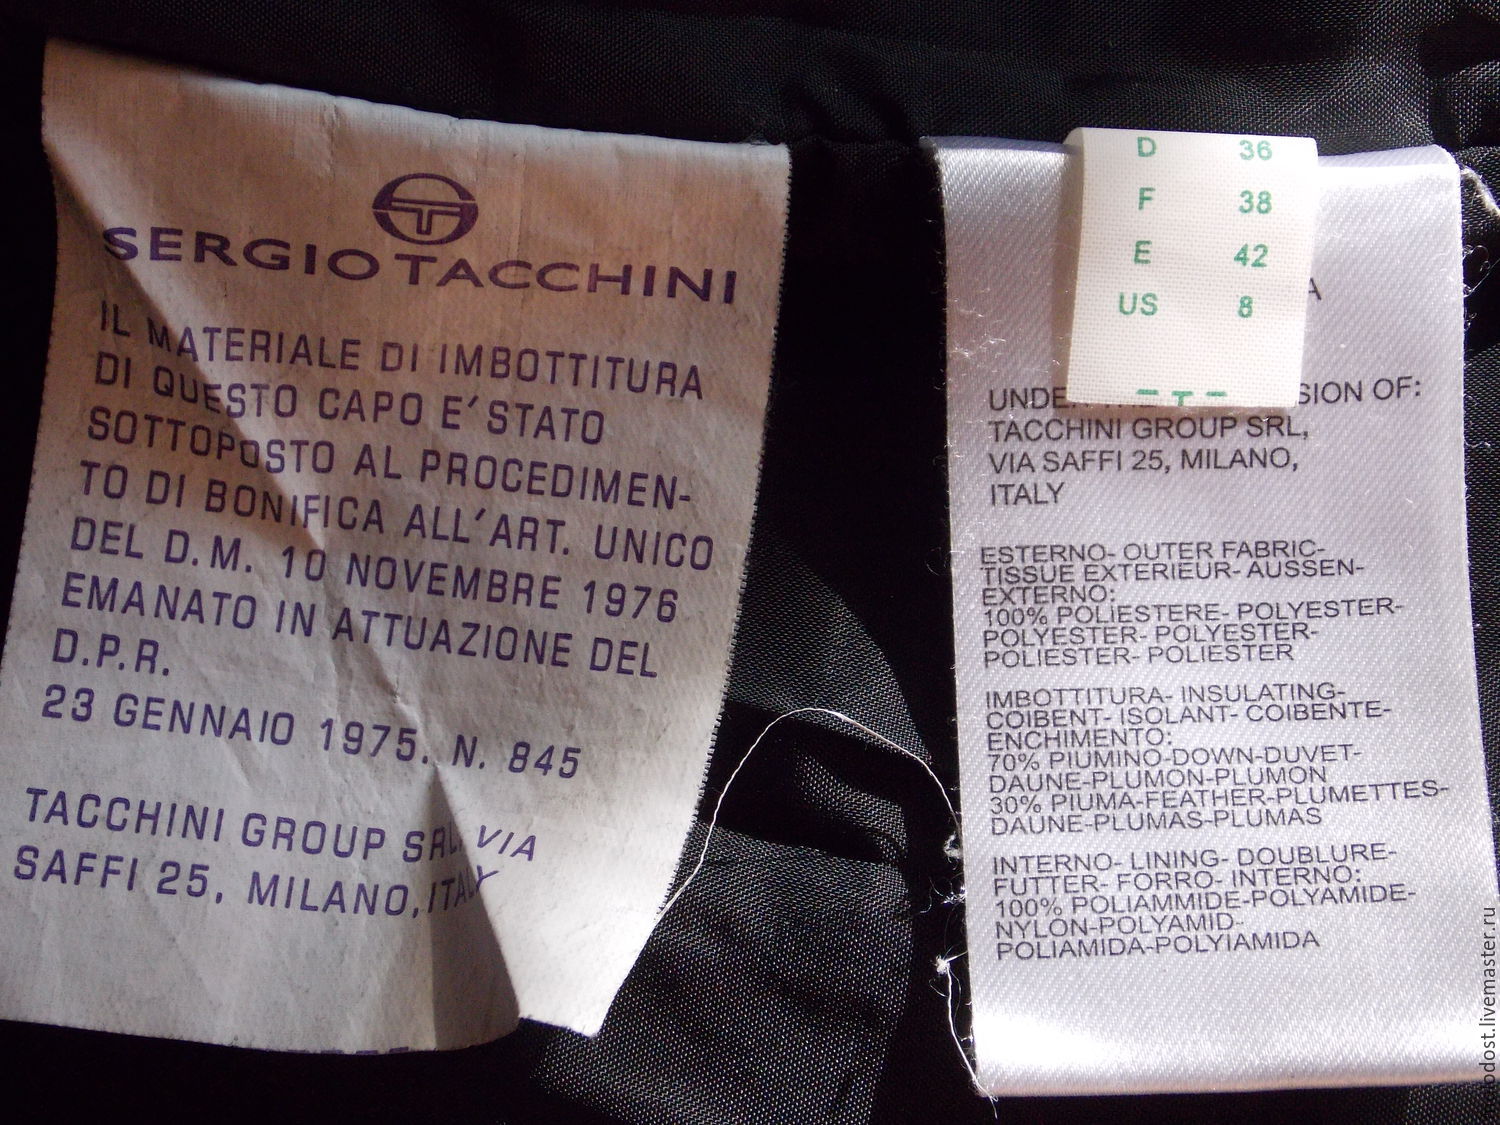 SERGIO TACCHINI
IL MATERIALE DI IMBOTTITURA
DI QUESTO CAPO E´STATO
SOTTOPOSTO AL PROCEDIMEN-
TO DI BONIFICA ALL´ART. UNICO
DEL D.M. 10 NOVEMBRE 1976
EMANATO IN ATTUAZIONE DEL
D.P.R.
23 GENNAIO 1975. N. 845
TACCHINI GROUP SRL. VIA
SAFFI 25, MILANO, ITALY
D 36
F 38
E 42
US 8
OF:
TACCHINI GROUP SRL,
VIA SAFFI 25, MILANO,
ITALY
ESTERNO- OUTER FABRIC-
TISSUE EXTERIEUR- AUSSEN-
EXTERNO:
100% POLIESTERE- POLYESTER-
POLYESTER- POLYESTER-
POLIESTER- POLIESTER
IMBOTTITURA- INSULATING-
COIBENT- ISOLANT- COIBENTE-
ENCHIMENTO:
70% PIUMINO-DOWN-DUVET-
DAUNE-PLUMON-PLUMON
30% PIUMA-FEATHER-PLUMETTES-
DAUNE-PLUMAS-PLUMAS
INTERNO- LINING- DOUBLURE-
FUTTER- FORRO- INTERNO:
100% POLIAMMIDE-POLYAMIDE-
NYLON-POLYAMID-
POLIAMIDA-POLYIAMIDA